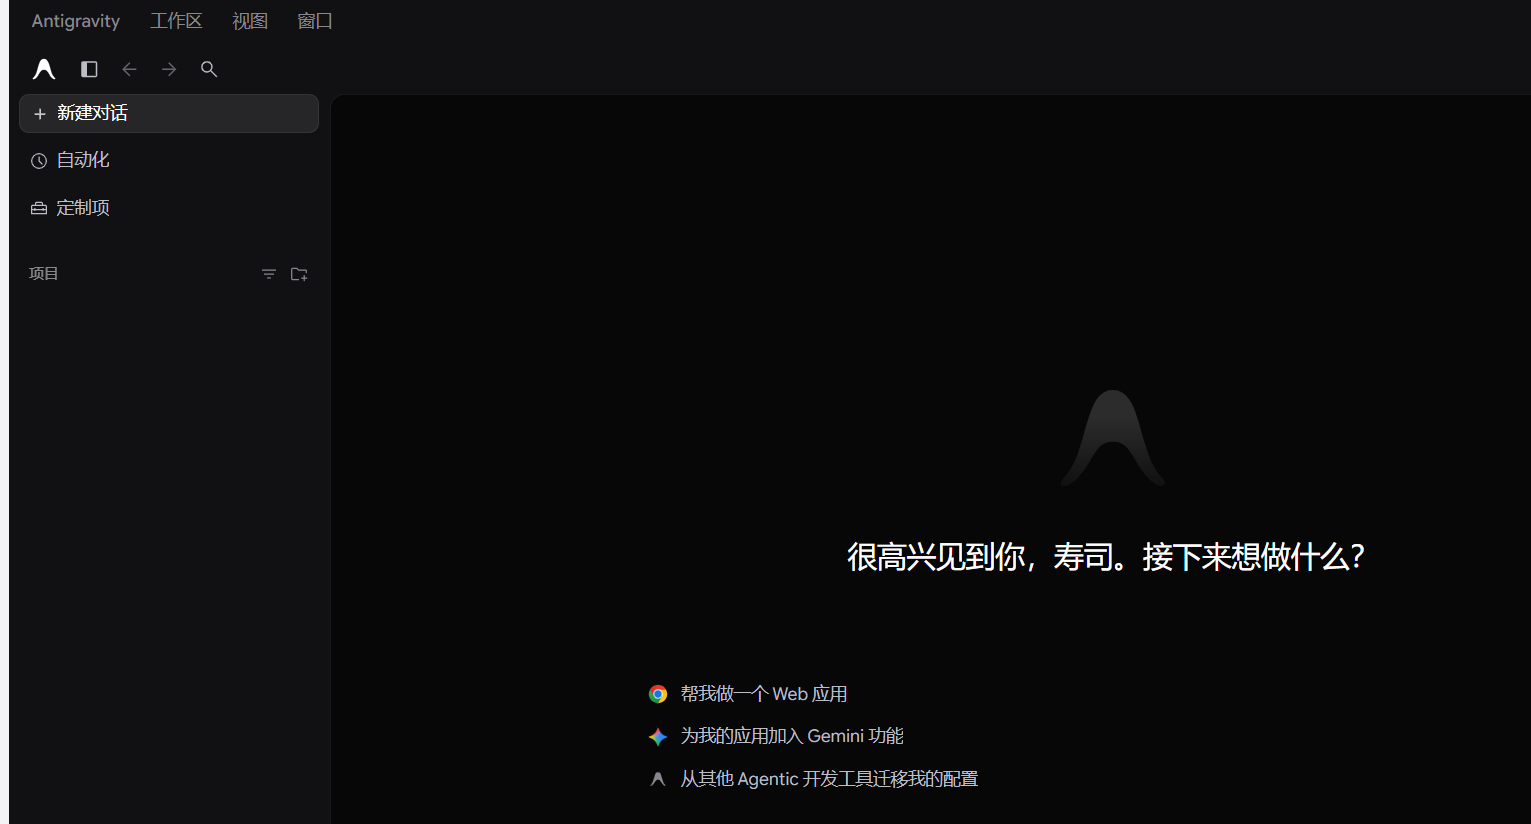 Antigravity 工作区 视图 窗口
新建对话
自动化
定制项
项目
很高兴见到你，寿司。接下来想做什么？
帮我做一个 Web 应用
为我的应用加入 Gemini 功能
从其他 Agentic 开发工具迁移我的配置